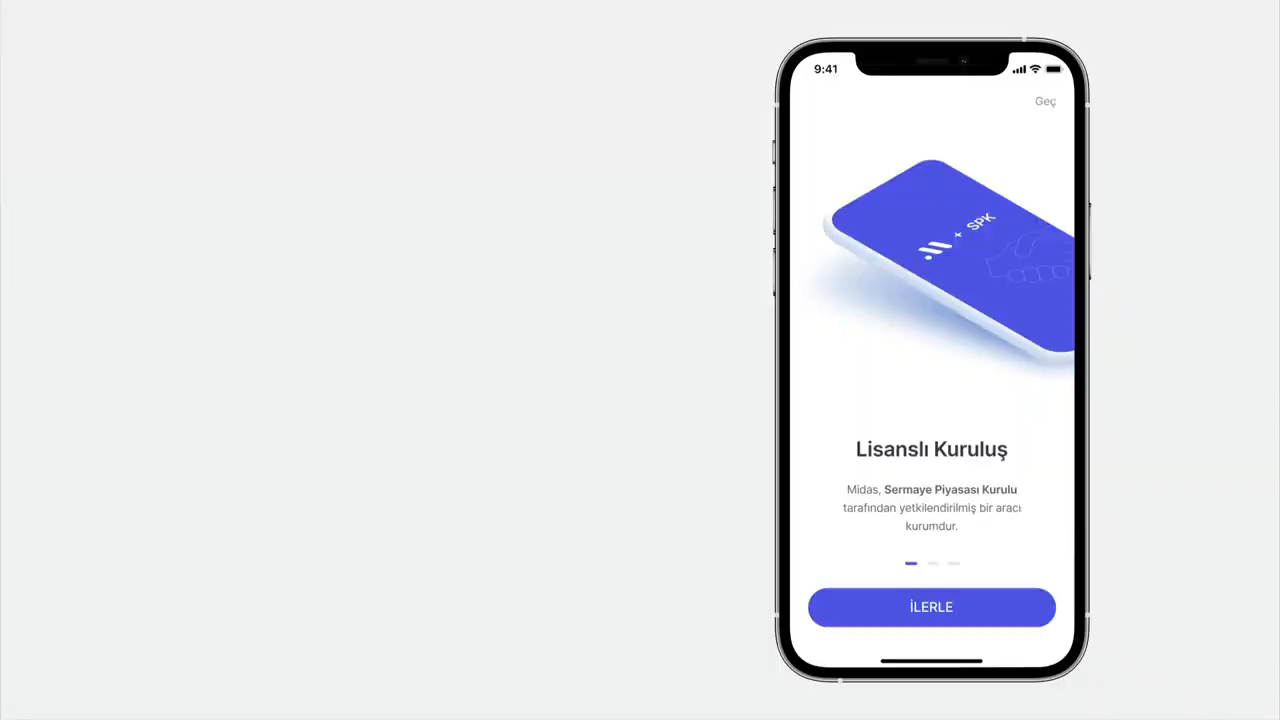 9:41
Geç
+ SPK
Lisanslı Kuruluş
Midas, Sermaye Piyasası Kurulu
tarafından yetkilendirilmiş bir aracı
kurumdur.
İLERLE